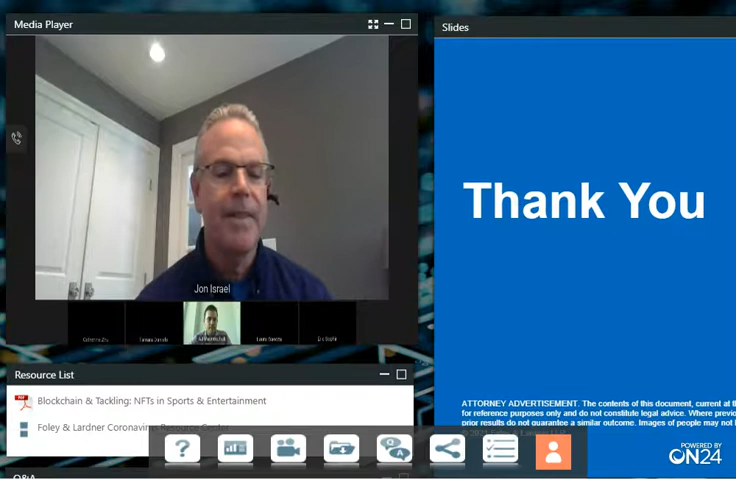 Media Player
Jon Israel
Resource List
Blockchain & Tackling: NFTs in Sports & Entertainment
Foley & Lardner Coronavirus Resource Center
Q&A
Slides
Thank You
ATTORNEY ADVERTISEMENT. The contents of this document, current at th
for reference purposes only and do not constitute legal advice. Where previo
prior results do not guarantee a similar outcome. Images of people may not
POWERED BY
ON24
?
Q
A